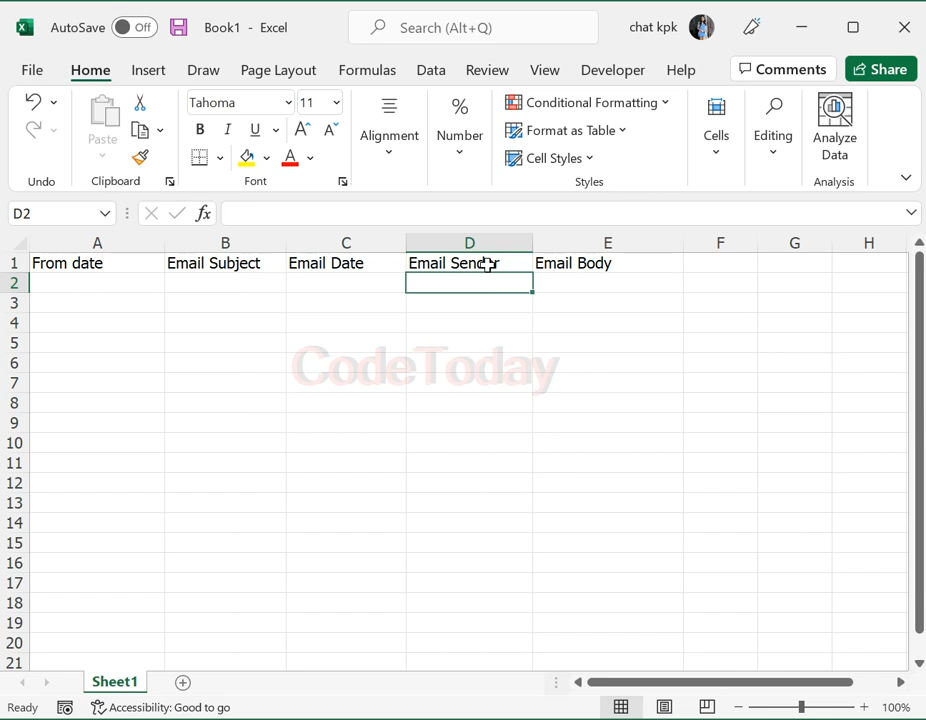 AutoSave Off Book1 - Excel Search (Alt+Q) chat kpk
File Home Insert Draw Page Layout Formulas Data Review View Developer Help Comments Share
Paste Tahoma 11 Alignment % Number Conditional Formatting Cells Editing Analyze Data
B I U A A Format as Table
A Cell Styles
Undo Clipboard Font Styles Analysis
D2 fx
A B C D E F G H
1 From date Email Subject Email Date Email Sender Email Body
2
3
4
5
6
CodeToday
7
8
9
10
11
12
13
14
15
16
17
18
19
20
21
Sheet1
Ready Accessibility: Good to go 100%